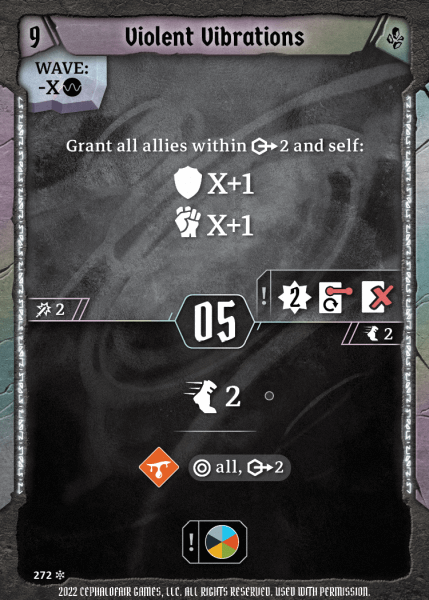 9 Violent Vibrations
WAVE:
-X
Grant all allies within 2 and self:
X+1
X+1
! 2
2 05
2
2
all, 2
!
272
2022 CEPHALOFAIR GAMES, LLC. ALL RIGHTS RESERVED. USED WITH PERMISSION.